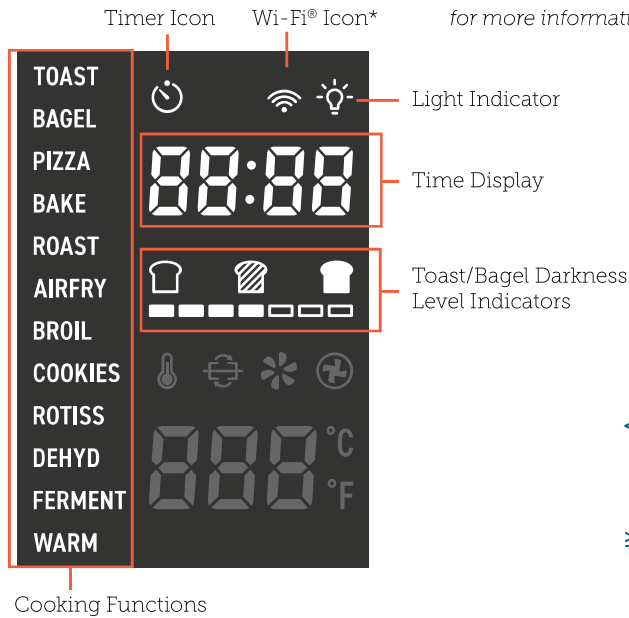 Timer Icon
Wi-Fi® Icon*
for more informat
TOAST
BAGEL
PIZZA
BAKE
ROAST
AIRFRY
BROIL
COOKIES
ROTISS
DEHYD
FERMENT
WARM
88:88
888
°C
°F
Light Indicator
Time Display
Toast/Bagel Darkness
Level Indicators
Cooking Functions